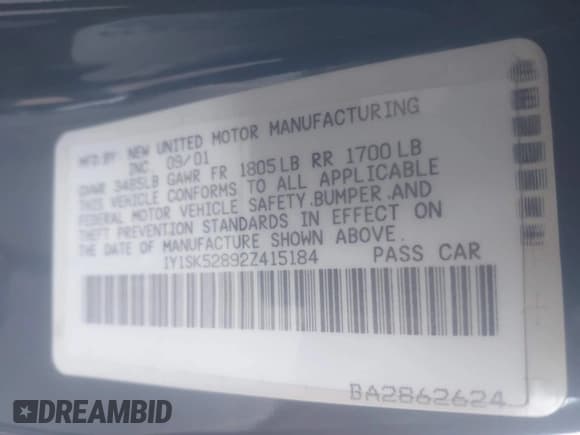 MFD.BY: NEW UNITED MOTOR MANUFACTURING
INC 09/01
GVWR 3485LB GAWR FR 1805LB RR 1700LB
THIS VEHICLE CONFORMS TO ALL APPLICABLE
FEDERAL MOTOR VEHICLE SAFETY.BUMPER.AND
THEFT PREVENTION STANDARDS IN EFFECT ON
THE DATE OF MANUFACTURE SHOWN ABOVE.
1Y1SK52892Z415184 PASS CAR
BA2862624
DREAMBID